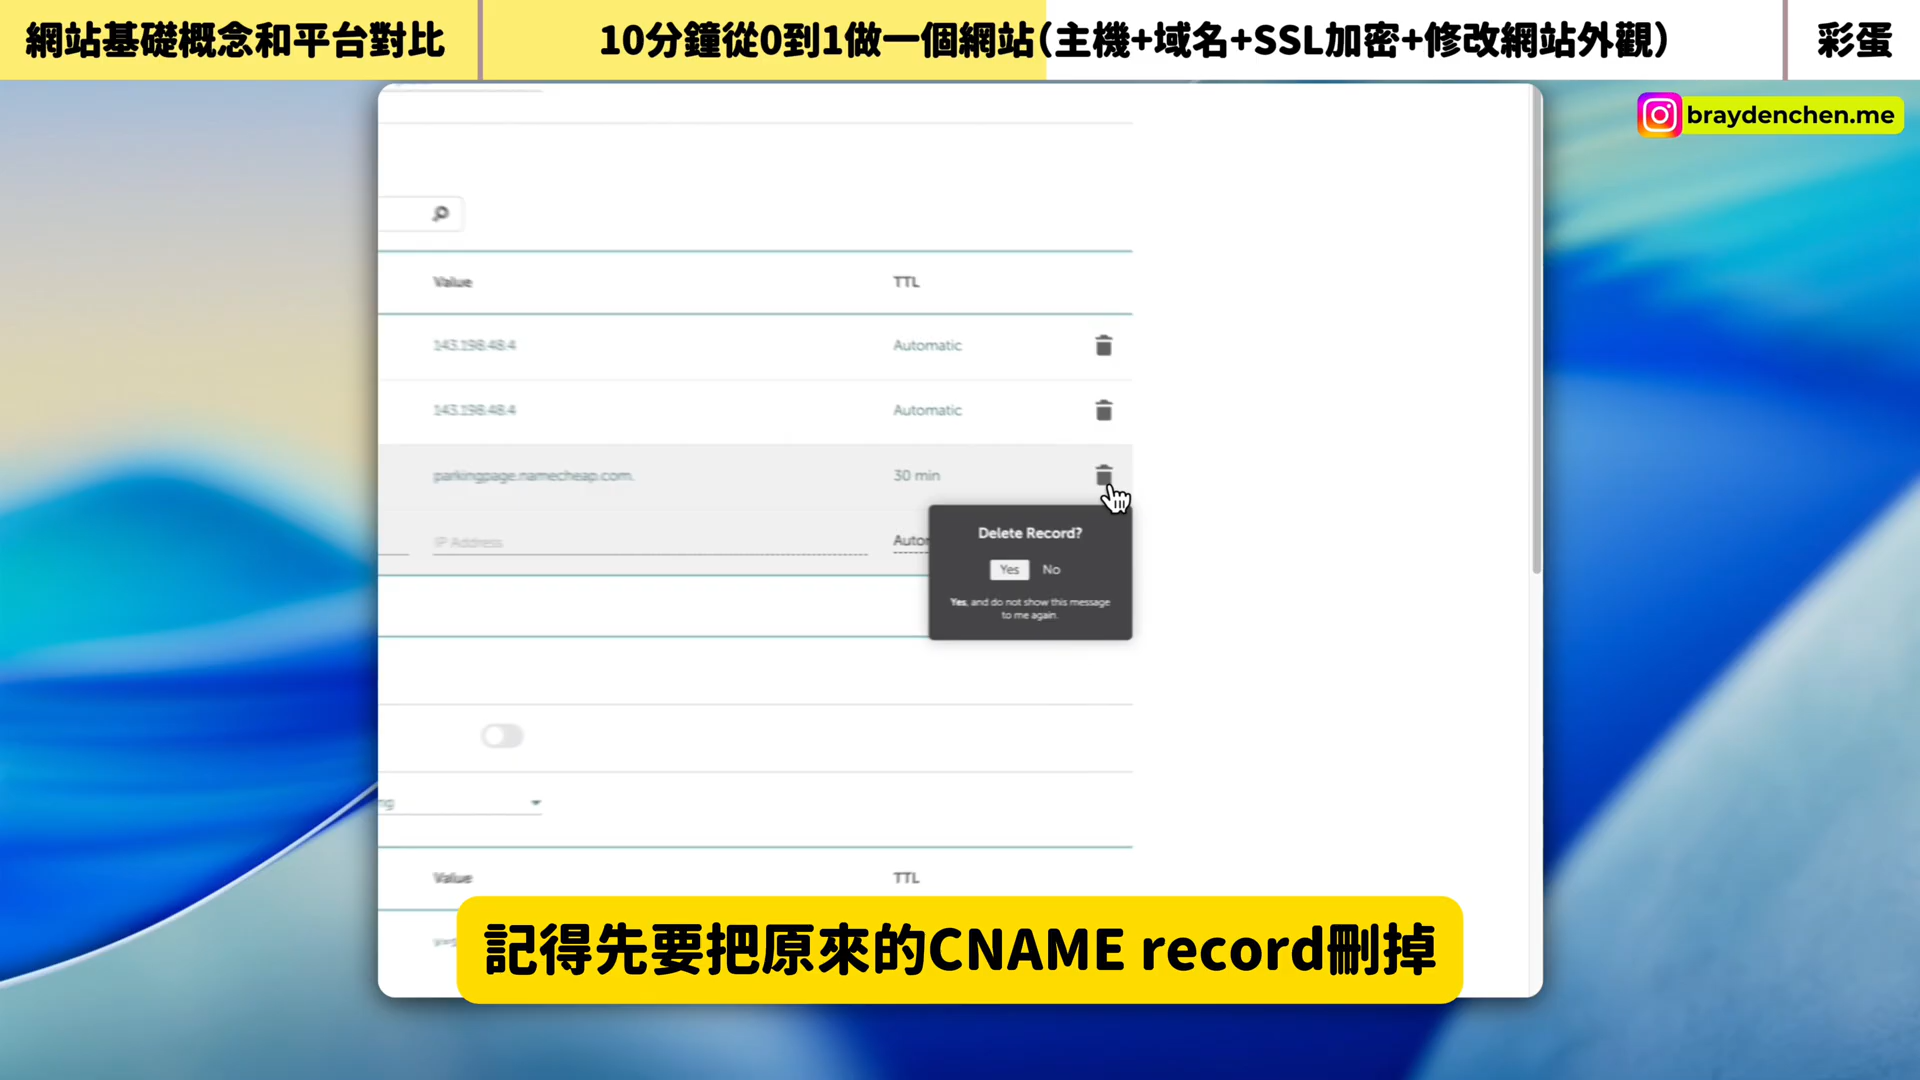 網站基礎概念和平台對比
10分鐘從0到1做一個網站(主機+域名+SSL加密+修改網站外觀)
彩蛋
braydenchen.me
Value TTL
143.198.48.4 Automatic
143.198.48.4 Automatic
parkingpage.namecheap.com. 30 min
IP Address Autor
Delete Record?
Yes No
Yes, and do not show this message
to me again.
ng
Value TTL
記得先要把原來的CNAME record刪掉